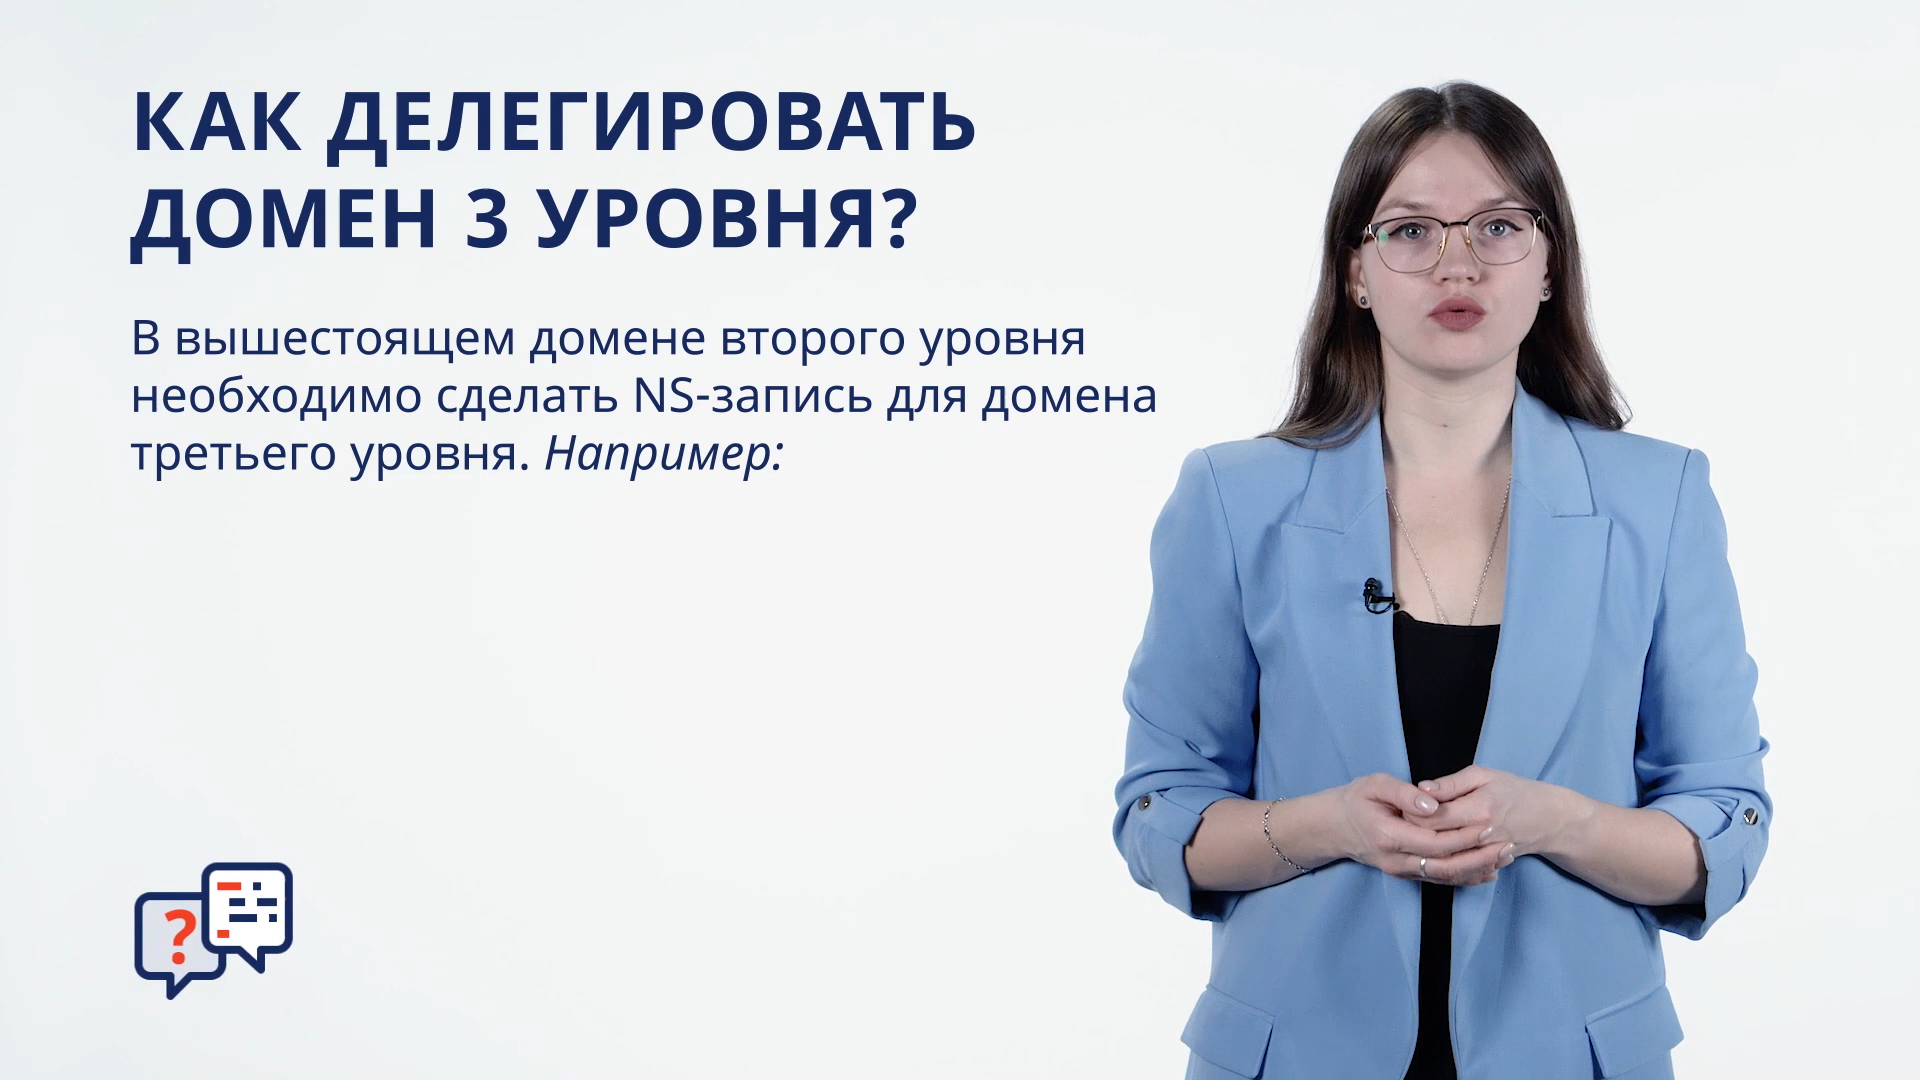 КАК ДЕЛЕГИРОВАТЬ
ДОМЕН 3 УРОВНЯ?
В вышестоящем домене второго уровня
необходимо сделать NS-запись для домена
третьего уровня. Например:
?